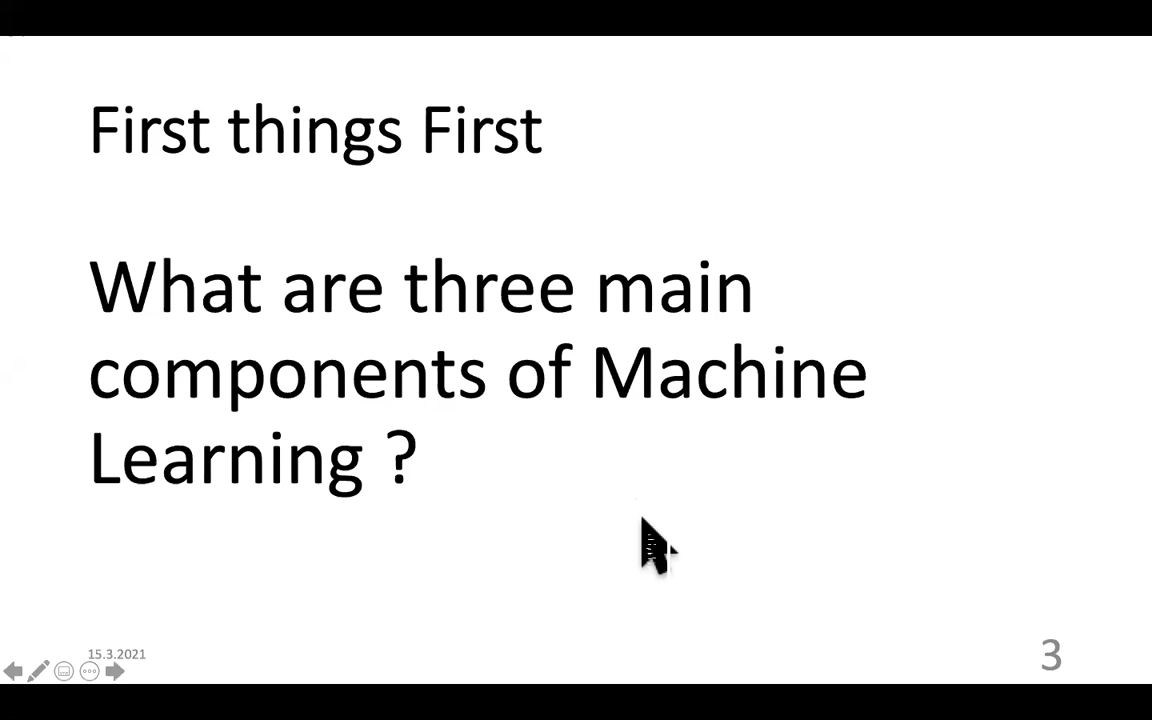 First things First
What are three main
components of Machine
Learning ?
15.3.2021
3